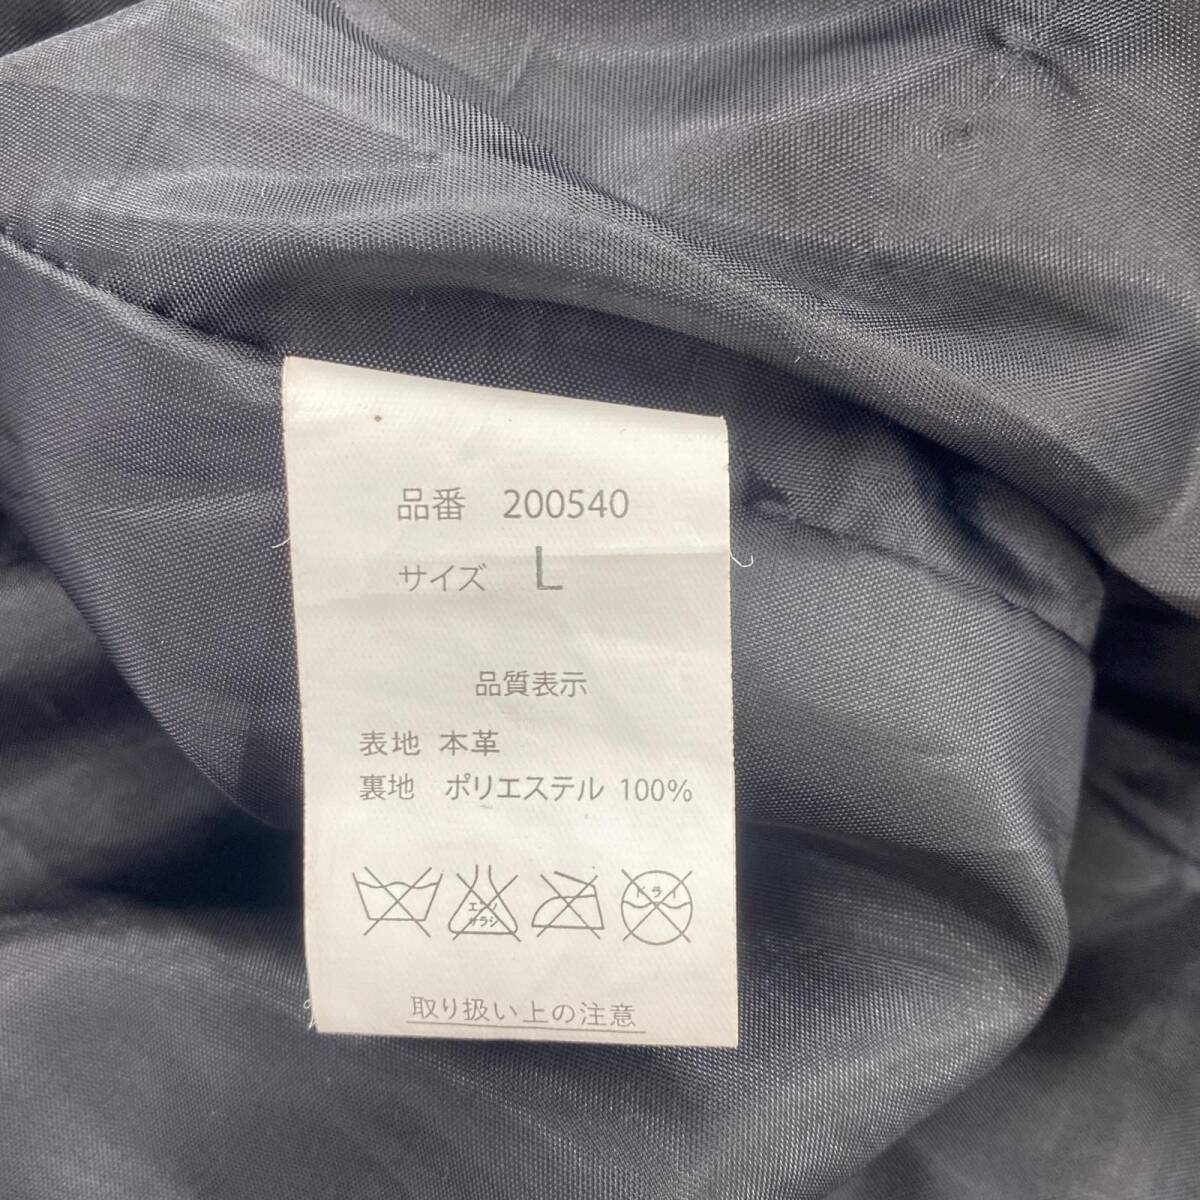 品番 200540
サイズ L
品質表示
表地 本革
裏地 ポリエステル 100%
エンソ
サラシ
ドライ
取り扱い上の注意